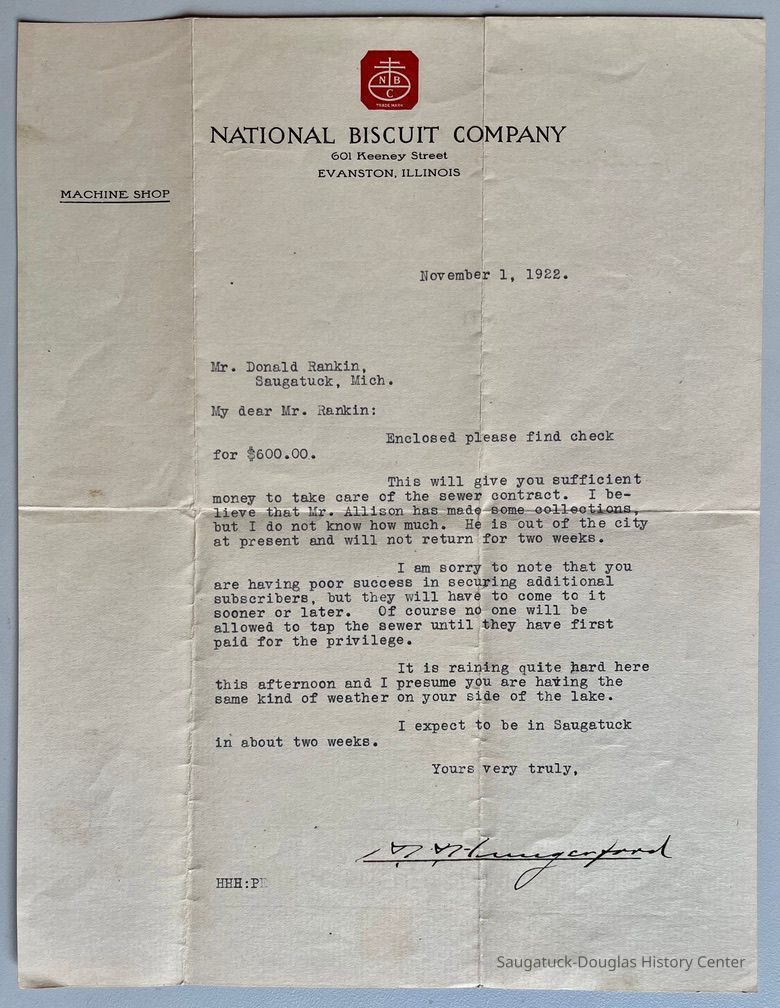 N B
C
TRADE MARK
NATIONAL BISCUIT COMPANY
601 Keeney Street
EVANSTON, ILLINOIS
MACHINE SHOP
November 1, 1922.
Mr. Donald Rankin,
Saugatuck, Mich.
My dear Mr. Rankin:
Enclosed please find check
for $600.00.
This will give you sufficient
money to take care of the sewer contract. I be-
lieve that Mr. Allison has made some collections,
but I do not know how much. He is out of the city
at present and will not return for two weeks.
I am sorry to note that you
are having poor success in securing additional
subscribers, but they will have to come to it
sooner or later. Of course no one will be
allowed to tap the sewer until they have first
paid for the privilege.
It is raining quite hard here
this afternoon and I presume you are having the
same kind of weather on your side of the lake.
I expect to be in Saugatuck
in about two weeks.
Yours very truly,
H H Hungerford
HHH:P
Saugatuck-Douglas History Center